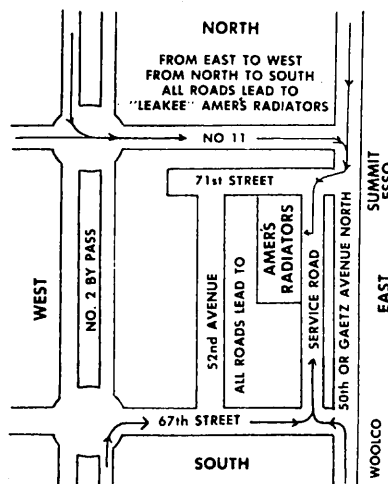 NORTH
FROM EAST TO WEST
FROM NORTH TO SOUTH
ALL ROADS LEAD TO
"LEAKEE" AMER'S RADIATORS
NO 11
71st STREET
SUMMIT
ESSO
WEST
NO. 2 BY PASS
52nd AVENUE
ALL ROADS LEAD TO
AMER'S
RADIATORS
SERVICE ROAD
50th OR GAETZ AVENUE NORTH
EAST
67th STREET
SOUTH
WOOLCO